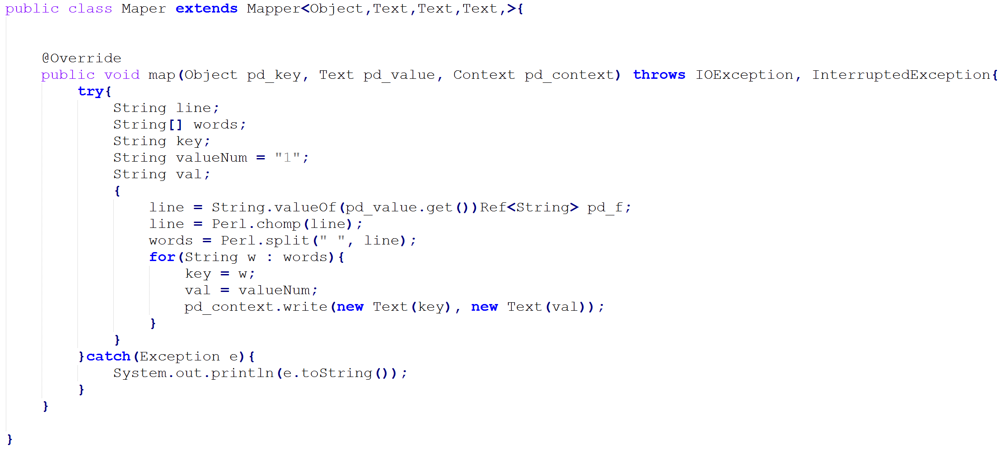 public class Maper extends Mapper<Object,Text,Text,Text,>{
@Override
public void map(Object pd_key, Text pd_value, Context pd_context) throws IOException, InterruptedException{
try{
String line;
String[] words;
String key;
String valueNum = "1";
String val;
{
line = String.valueOf(pd_value.get())Ref<String> pd_f;
line = Perl.chomp(line);
words = Perl.split(" ", line);
for(String w : words){
key = w;
val = valueNum;
pd_context.write(new Text(key), new Text(val));
}
}
}catch(Exception e){
System.out.println(e.toString());
}
}
}